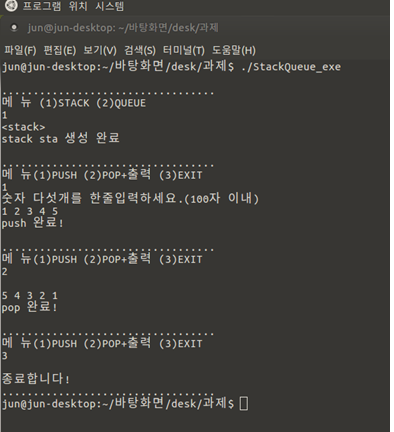 프로그램 위치 시스템
jun@jun-desktop: ~/바탕화면/desk/과제
파일(F) 편집(E) 보기(V) 검색(S) 터미널(T) 도움말(H)
jun@jun-desktop:~/바탕화면/desk/과제$ ./StackQueue_exe
..................................
메 뉴 (1)STACK (2)QUEUE
1
<stack>
stack sta 생성 완료
..................................
메 뉴(1)PUSH (2)POP+출력 (3)EXIT
1
숫자 다섯개를 한줄입력하세요.(100자 이내)
1 2 3 4 5
push 완료!
..................................
메 뉴(1)PUSH (2)POP+출력 (3)EXIT
2
5 4 3 2 1
pop 완료!
..................................
메 뉴(1)PUSH (2)POP+출력 (3)EXIT
3
종료합니다!
..................................
jun@jun-desktop:~/바탕화면/desk/과제$